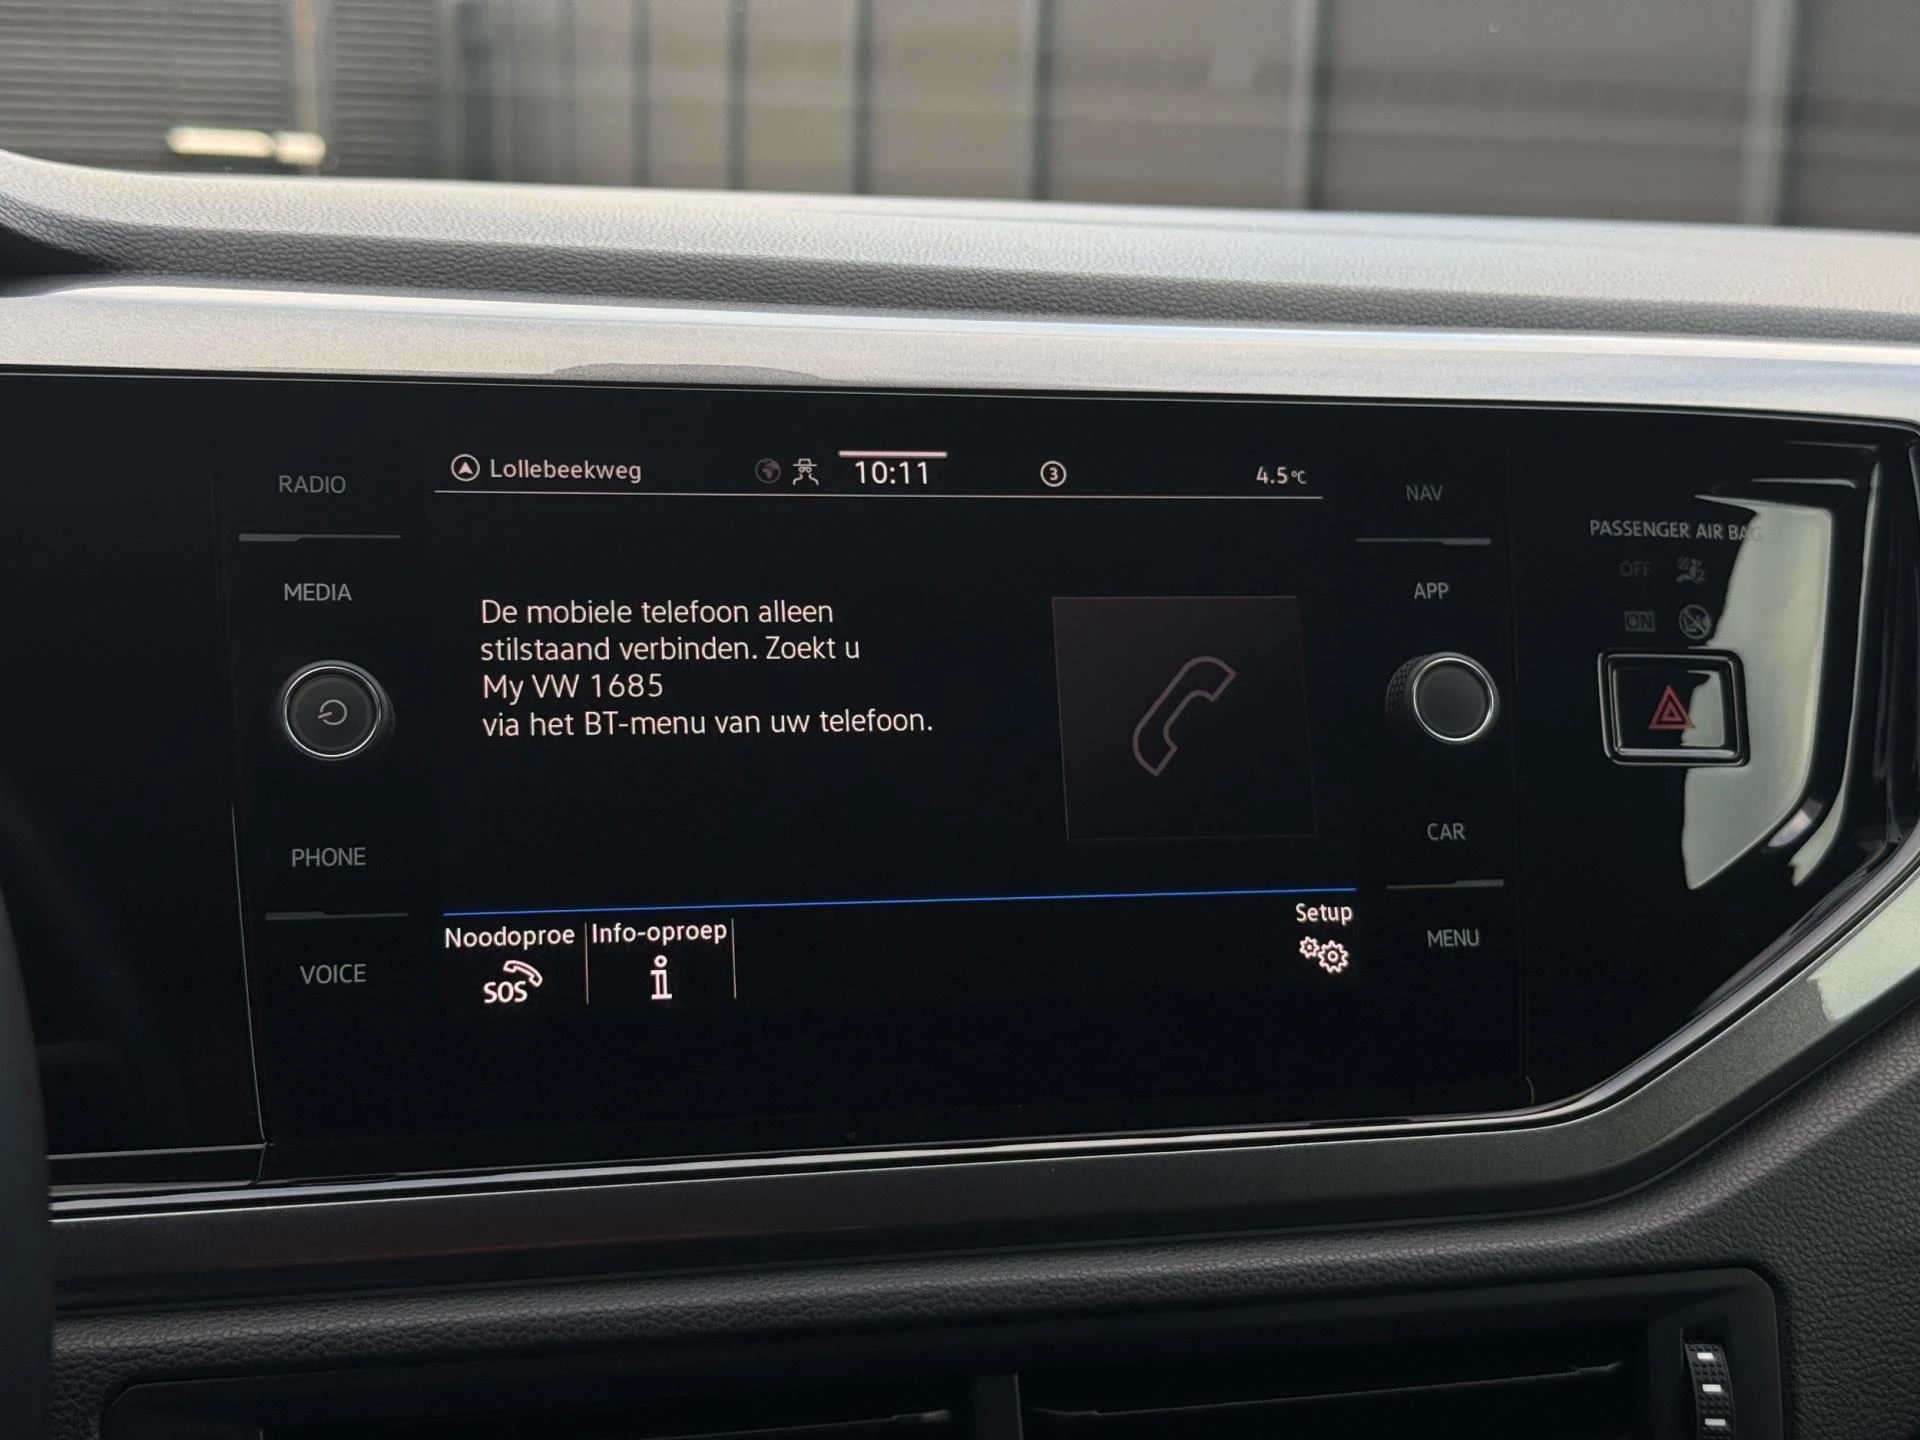 RADIO
MEDIA
PHONE
VOICE
Lollebeekweg
10:11
3
4.5°C
De mobiele telefoon alleen
stilstaand verbinden. Zoekt u
My VW 1685
via het BT-menu van uw telefoon.
Noodoproe
SOS
Info-oproep
i
Setup
NAV
APP
CAR
MENU
PASSENGER AIR BAG
OFF
2
ON